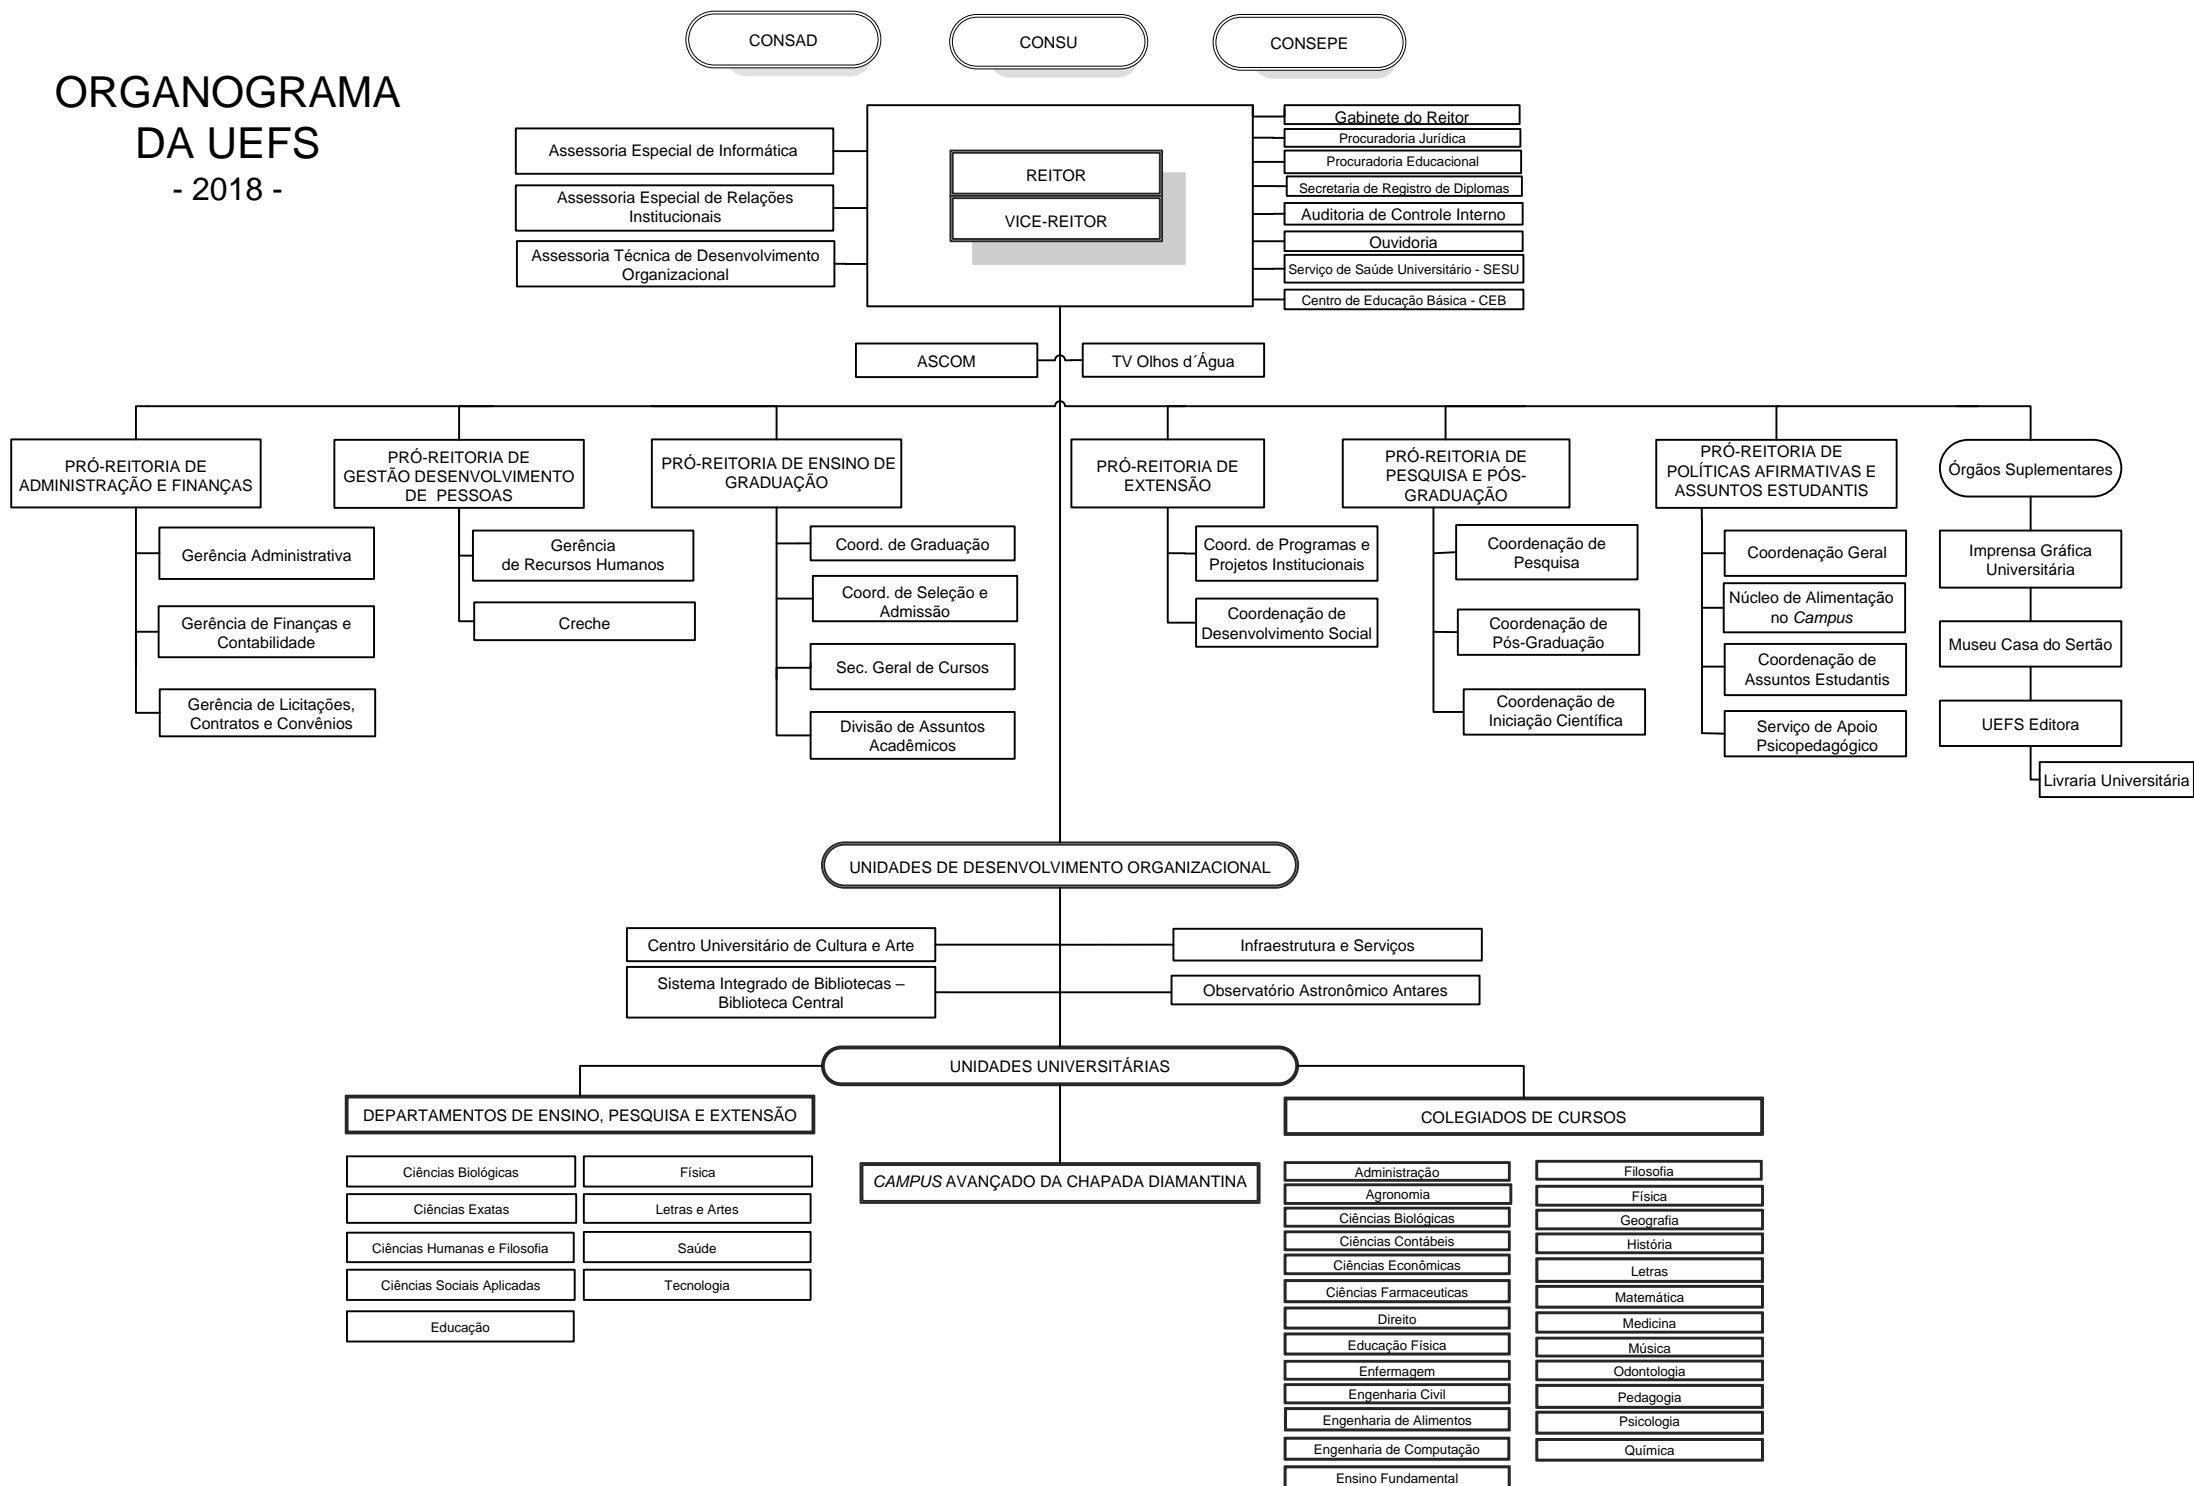 CONSAD
CONSU
CONSEPE
ORGANOGRAMA
DA UEFS
- 2018 -
Assessoria Especial de Informática
Assessoria Especial de Relações
Institucionais
Assessoria Técnica de Desenvolvimento
Organizacional
REITOR
VICE-REITOR
Gabinete do Reitor
Procuradoria Jurídica
Procuradoria Educacional
Secretaria de Registro de Diplomas
Auditoria de Controle Interno
Ouvidoria
Serviço de Saúde Universitário - SESU
Centro de Educação Básica - CEB
ASCOM
TV Olhos d´Água
PRÓ-REITORIA DE
ADMINISTRAÇÃO E FINANÇAS
Gerência Administrativa
Gerência de Finanças e
Contabilidade
Gerência de Licitações,
Contratos e Convênios
PRÓ-REITORIA DE
GESTÃO DESENVOLVIMENTO
DE PESSOAS
Gerência
de Recursos Humanos
Creche
PRÓ-REITORIA DE ENSINO DE
GRADUAÇÃO
Coord. de Graduação
Coord. de Seleção e
Admissão
Sec. Geral de Cursos
Divisão de Assuntos
Acadêmicos
PRÓ-REITORIA DE
EXTENSÃO
Coord. de Programas e
Projetos Institucionais
Coordenação de
Desenvolvimento Social
PRÓ-REITORIA DE
PESQUISA E PÓS-
GRADUAÇÃO
Coordenação de
Pesquisa
Coordenação de
Pós-Graduação
Coordenação de
Iniciação Científica
PRÓ-REITORIA DE
POLÍTICAS AFIRMATIVAS E
ASSUNTOS ESTUDANTIS
Coordenação Geral
Núcleo de Alimentação
no Campus
Coordenação de
Assuntos Estudantis
Serviço de Apoio
Psicopedagógico
Órgãos Suplementares
Imprensa Gráfica
Universitária
Museu Casa do Sertão
UEFS Editora
Livraria Universitária
UNIDADES DE DESENVOLVIMENTO ORGANIZACIONAL
Centro Universitário de Cultura e Arte
Infraestrutura e Serviços
Sistema Integrado de Bibliotecas –
Biblioteca Central
Observatório Astronômico Antares
UNIDADES UNIVERSITÁRIAS
DEPARTAMENTOS DE ENSINO, PESQUISA E EXTENSÃO
Ciências Biológicas
Ciências Exatas
Ciências Humanas e Filosofia
Ciências Sociais Aplicadas
Educação
Física
Letras e Artes
Saúde
Tecnologia
CAMPUS AVANÇADO DA CHAPADA DIAMANTINA
COLEGIADOS DE CURSOS
Administração
Agronomia
Ciências Biológicas
Ciências Contábeis
Ciências Econômicas
Ciências Farmaceuticas
Direito
Educação Física
Enfermagem
Engenharia Civil
Engenharia de Alimentos
Engenharia de Computação
Ensino Fundamental
Filosofia
Física
Geografia
História
Letras
Matemática
Medicina
Música
Odontologia
Pedagogia
Psicologia
Química